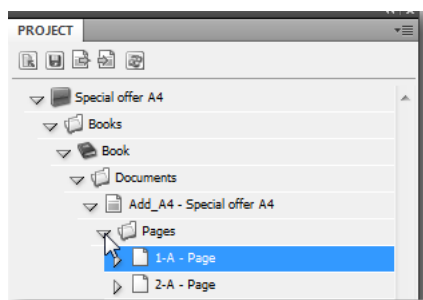 PROJECT
Special offer A4
Books
Book
Documents
Add_A4 - Special offer A4
Pages
1-A - Page
2-A - Page